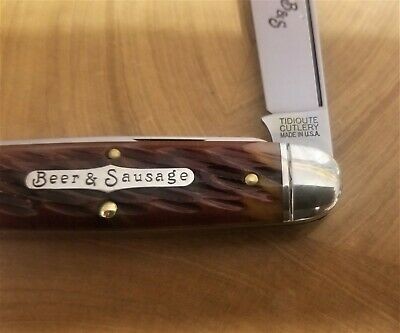 B&S
TIDIOUTE
CUTLERY
MADE IN U.S.A.
Beer & Sausage